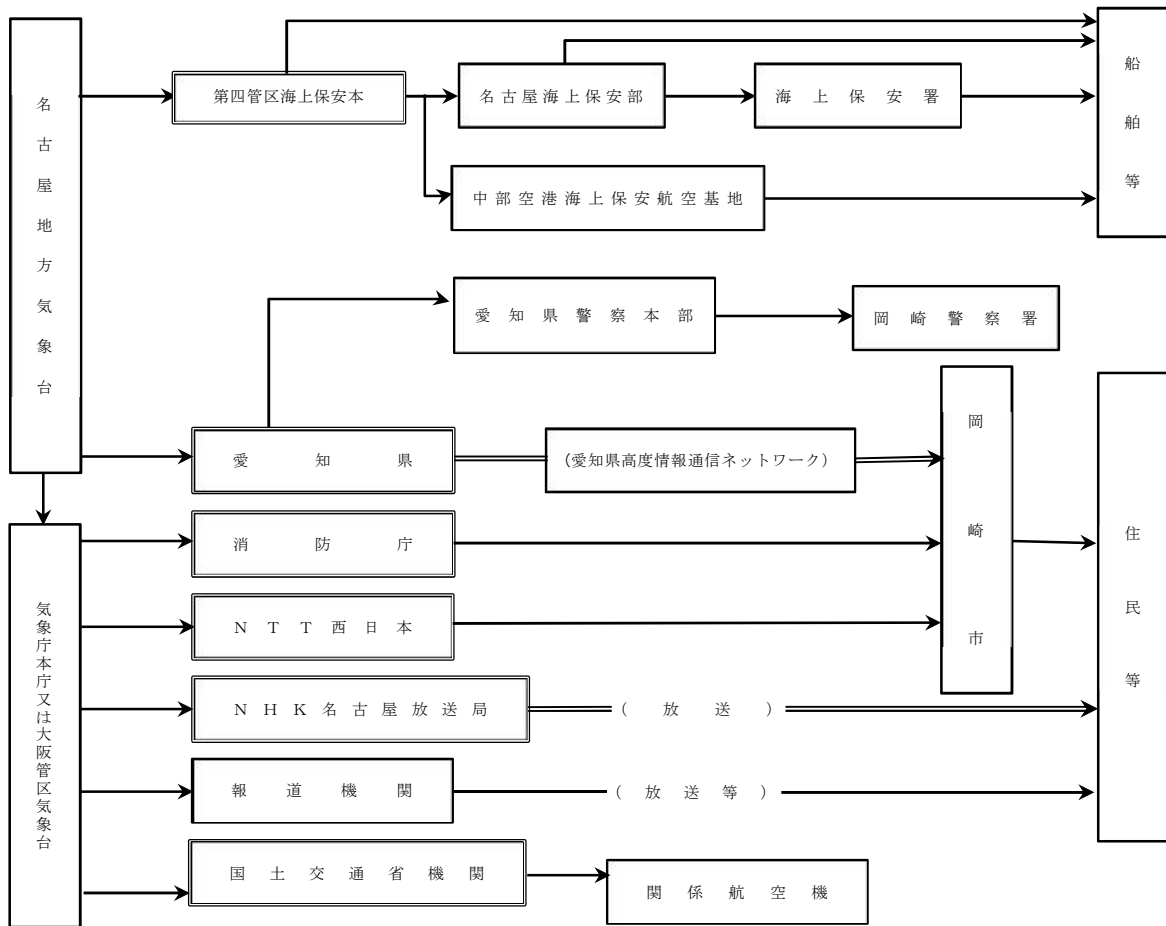 名古屋地方気象台
第四管区海上保安本
名古屋海上保安部
海上保安署
船舶等
中部空港海上保安航空基地
愛知県警察本部
岡崎警察署
愛知県
(愛知県高度情報通信ネットワーク)
岡崎市
消防庁
住民等
気象庁本庁又は大阪管区気象台
NTT西日本
NHK名古屋放送局
(放送)
報道機関
(放送等)
国土交通省機関
関係航空機